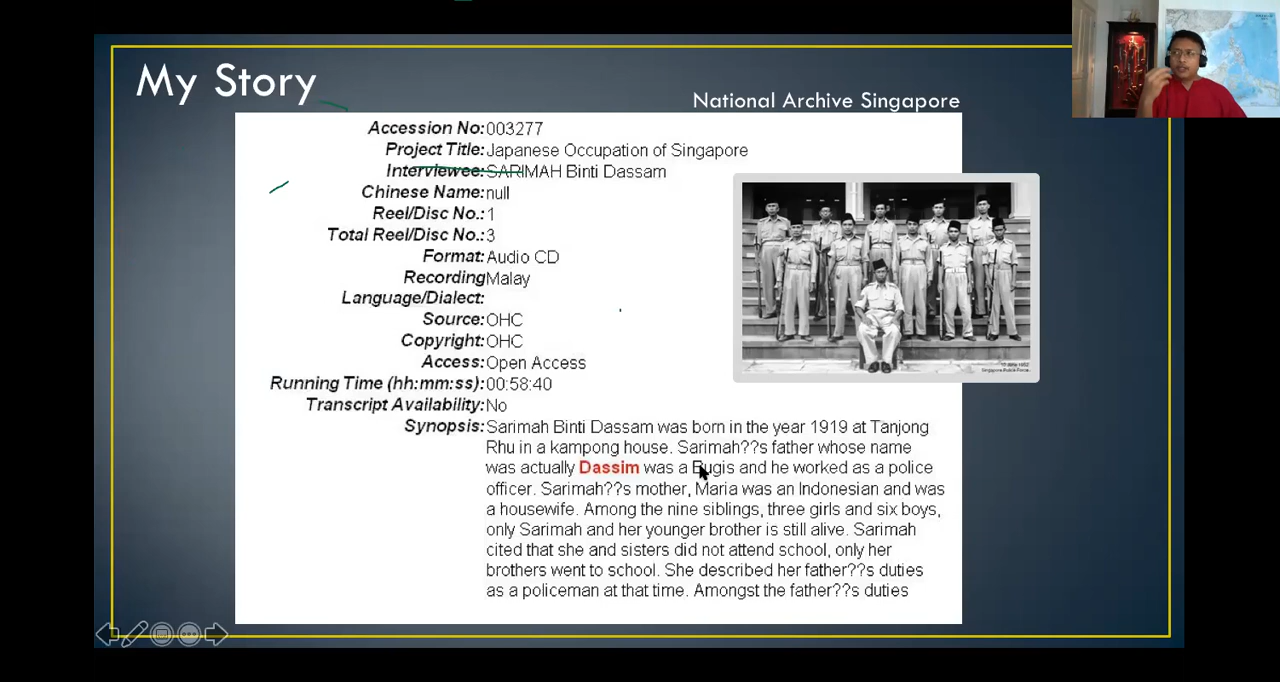 My Story
National Archive Singapore
Accession No: 003277
Project Title: Japanese Occupation of Singapore
Interviewee: SARIMAH Binti Dassam
Chinese Name: null
Reel/Disc No.: 1
Total Reel/Disc No.: 3
Format: Audio CD
Recording Malay
Language/Dialect:
Source: OHC
Copyright: OHC
Access: Open Access
Running Time (hh:mm:ss): 00:58:40
Transcript Availability: No
Synopsis: Sarimah Binti Dassam was born in the year 1919 at Tanjong
Rhu in a kampong house. Sarimah??s father whose name
was actually Dassim was a Bugis and he worked as a police
officer. Sarimah??s mother, Maria was an Indonesian and was
a housewife. Among the nine siblings, three girls and six boys,
only Sarimah and her younger brother is still alive. Sarimah
cited that she and sisters did not attend school, only her
brothers went to school. She described her father??s duties
as a policeman at that time. Amongst the father??s duties